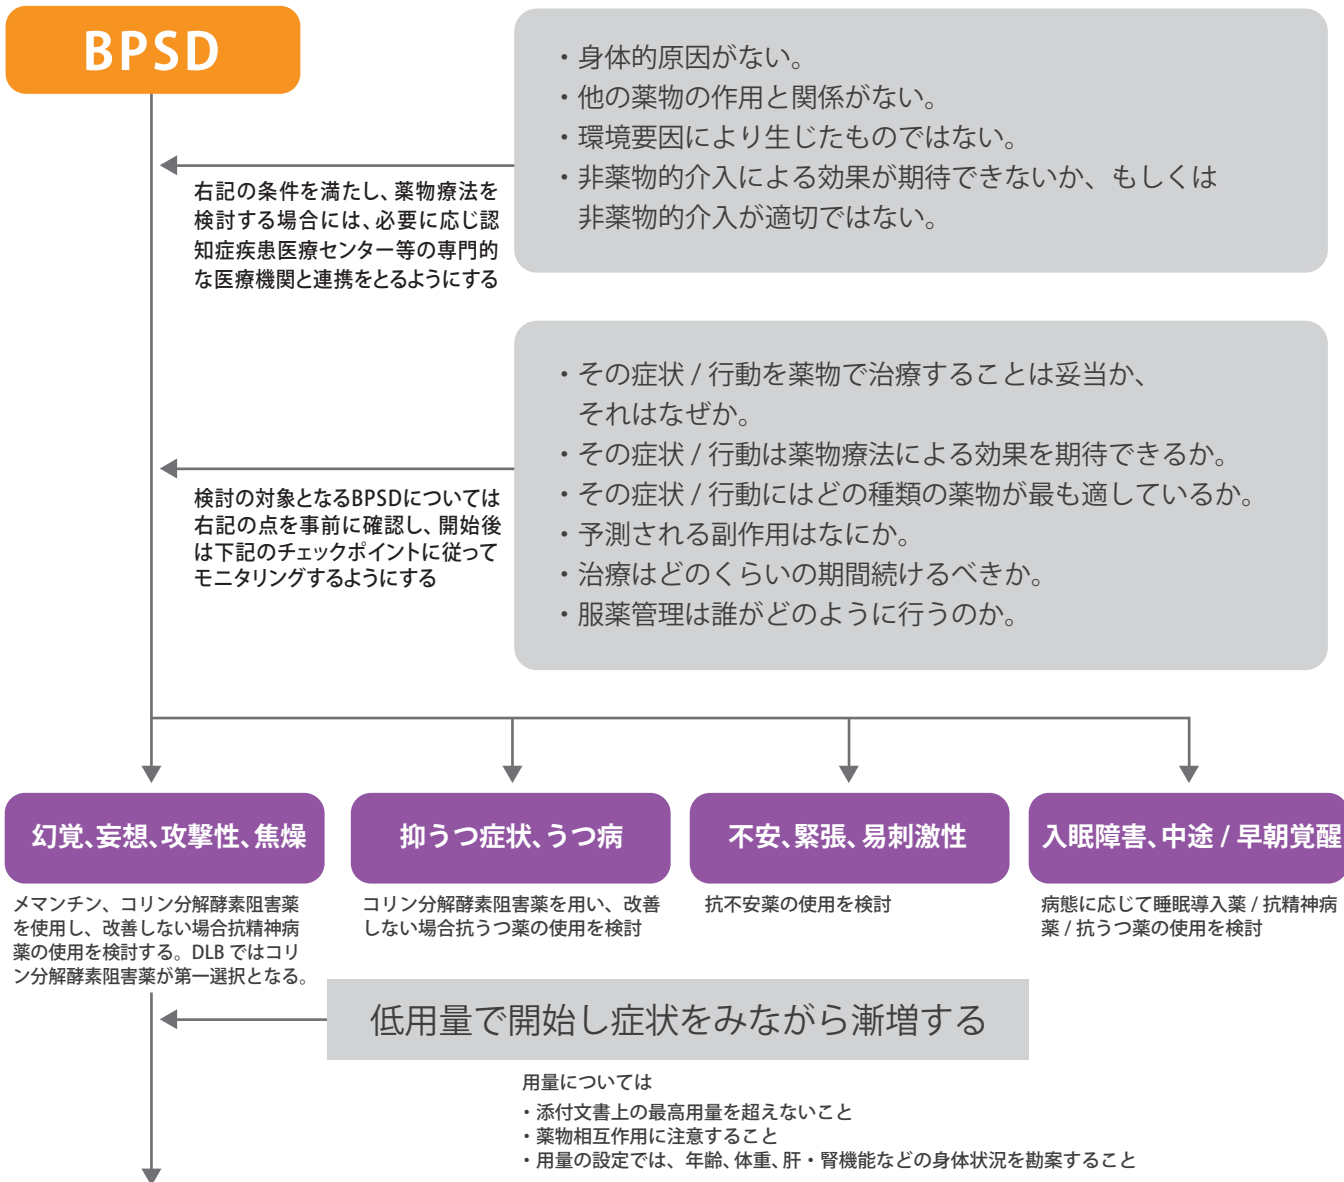 BPSD
・身体的原因がない。
・他の薬物の作用と関係がない。
・環境要因により生じたものではない。
・非薬物的介入による効果が期待できないか、もしくは
非薬物的介入が適切ではない。
右記の条件を満たし、薬物療法を
検討する場合には、必要に応じ認
知症疾患医療センター等の専門的
な医療機関と連携をとるようにする
・その症状 / 行動を薬物で治療することは妥当か、
それはなぜか。
・その症状 / 行動は薬物療法による効果を期待できるか。
・その症状 / 行動にはどの種類の薬物が最も適しているか。
・予測される副作用はなにか。
・治療はどのくらいの期間続けるべきか。
・服薬管理は誰がどのように行うのか。
検討の対象となるBPSDについては
右記の点を事前に確認し、開始後
は下記のチェックポイントに従って
モニタリングするようにする
幻覚、妄想、攻撃性、焦燥
メマンチン、コリン分解酵素阻害薬
を使用し、改善しない場合抗精神病
薬の使用を検討する。DLB ではコリ
ン分解酵素阻害薬が第一選択となる。
抑うつ症状、うつ病
コリン分解酵素阻害薬を用い、改善
しない場合抗うつ薬の使用を検討
不安、緊張、易刺激性
抗不安薬の使用を検討
入眠障害、中途 / 早朝覚醒
病態に応じて睡眠導入薬 / 抗精神病
薬 / 抗うつ薬の使用を検討
低用量で開始し症状をみながら漸増する
用量については
・添付文書上の最高用量を超えないこと
・薬物相互作用に注意すること
・用量の設定では、年齢、体重、肝・腎機能などの身体状況を勘案すること